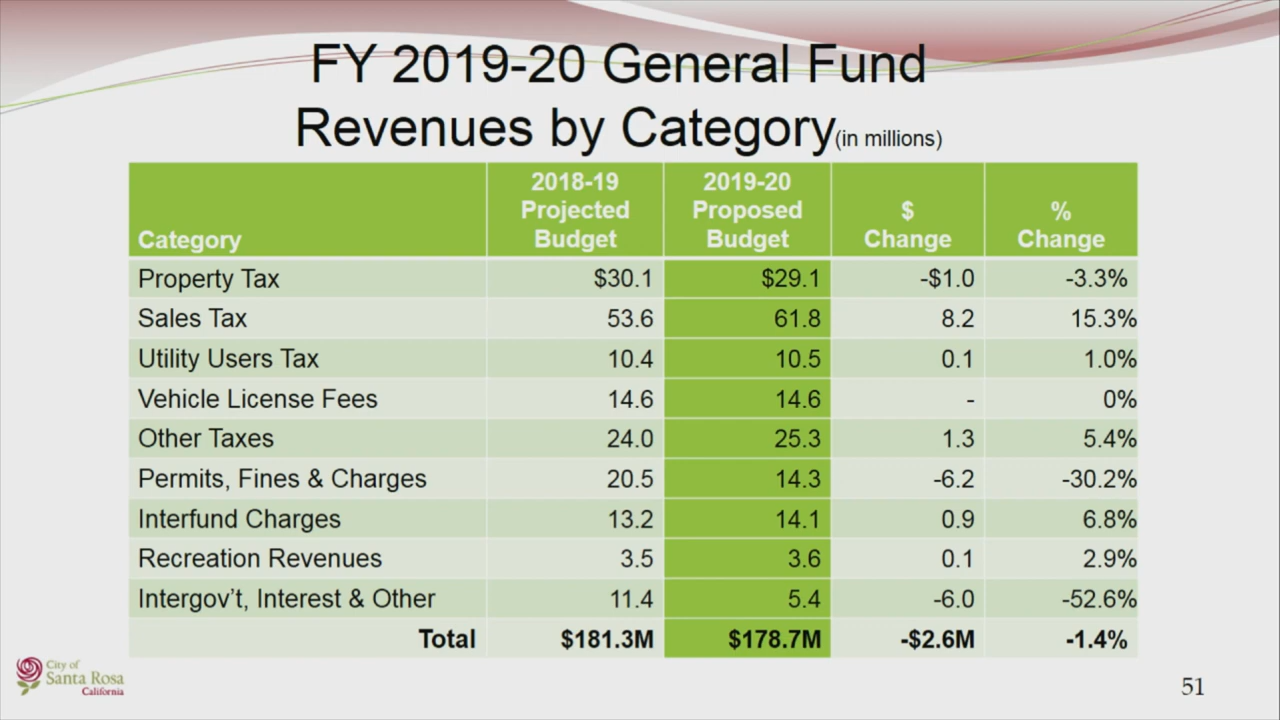 FY 2019-20 General Fund
Revenues by Category(in millions)
Category 2018-19 Projected Budget 2019-20 Proposed Budget $ Change % Change
Property Tax $30.1 $29.1 -$1.0 -3.3%
Sales Tax 53.6 61.8 8.2 15.3%
Utility Users Tax 10.4 10.5 0.1 1.0%
Vehicle License Fees 14.6 14.6 - 0%
Other Taxes 24.0 25.3 1.3 5.4%
Permits, Fines & Charges 20.5 14.3 -6.2 -30.2%
Interfund Charges 13.2 14.1 0.9 6.8%
Recreation Revenues 3.5 3.6 0.1 2.9%
Intergov’t, Interest & Other 11.4 5.4 -6.0 -52.6%
Total $181.3M $178.7M -$2.6M -1.4%
City of
Santa Rosa
California
51